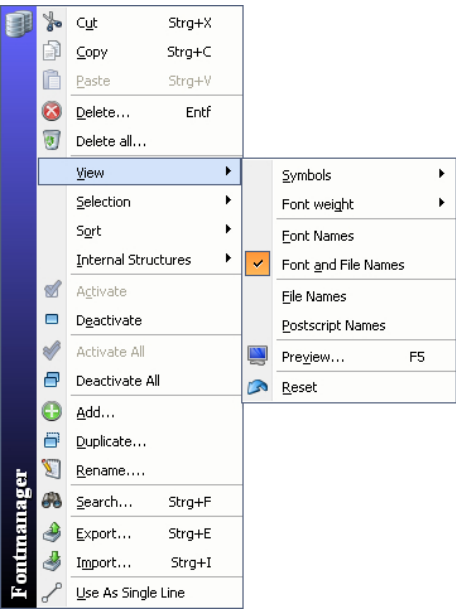 Cut Strg+X
Copy Strg+C
Paste Strg+V
Delete... Entf
Delete all...
View
Selection
Sort
Internal Structures
Activate
Deactivate
Activate All
Deactivate All
Add...
Duplicate...
Rename....
Search... Strg+F
Export... Strg+E
Import... Strg+I
Use As Single Line
Symbols
Font weight
Font Names
Font and File Names
File Names
Postscript Names
Preview... F5
Reset
Fontmanager